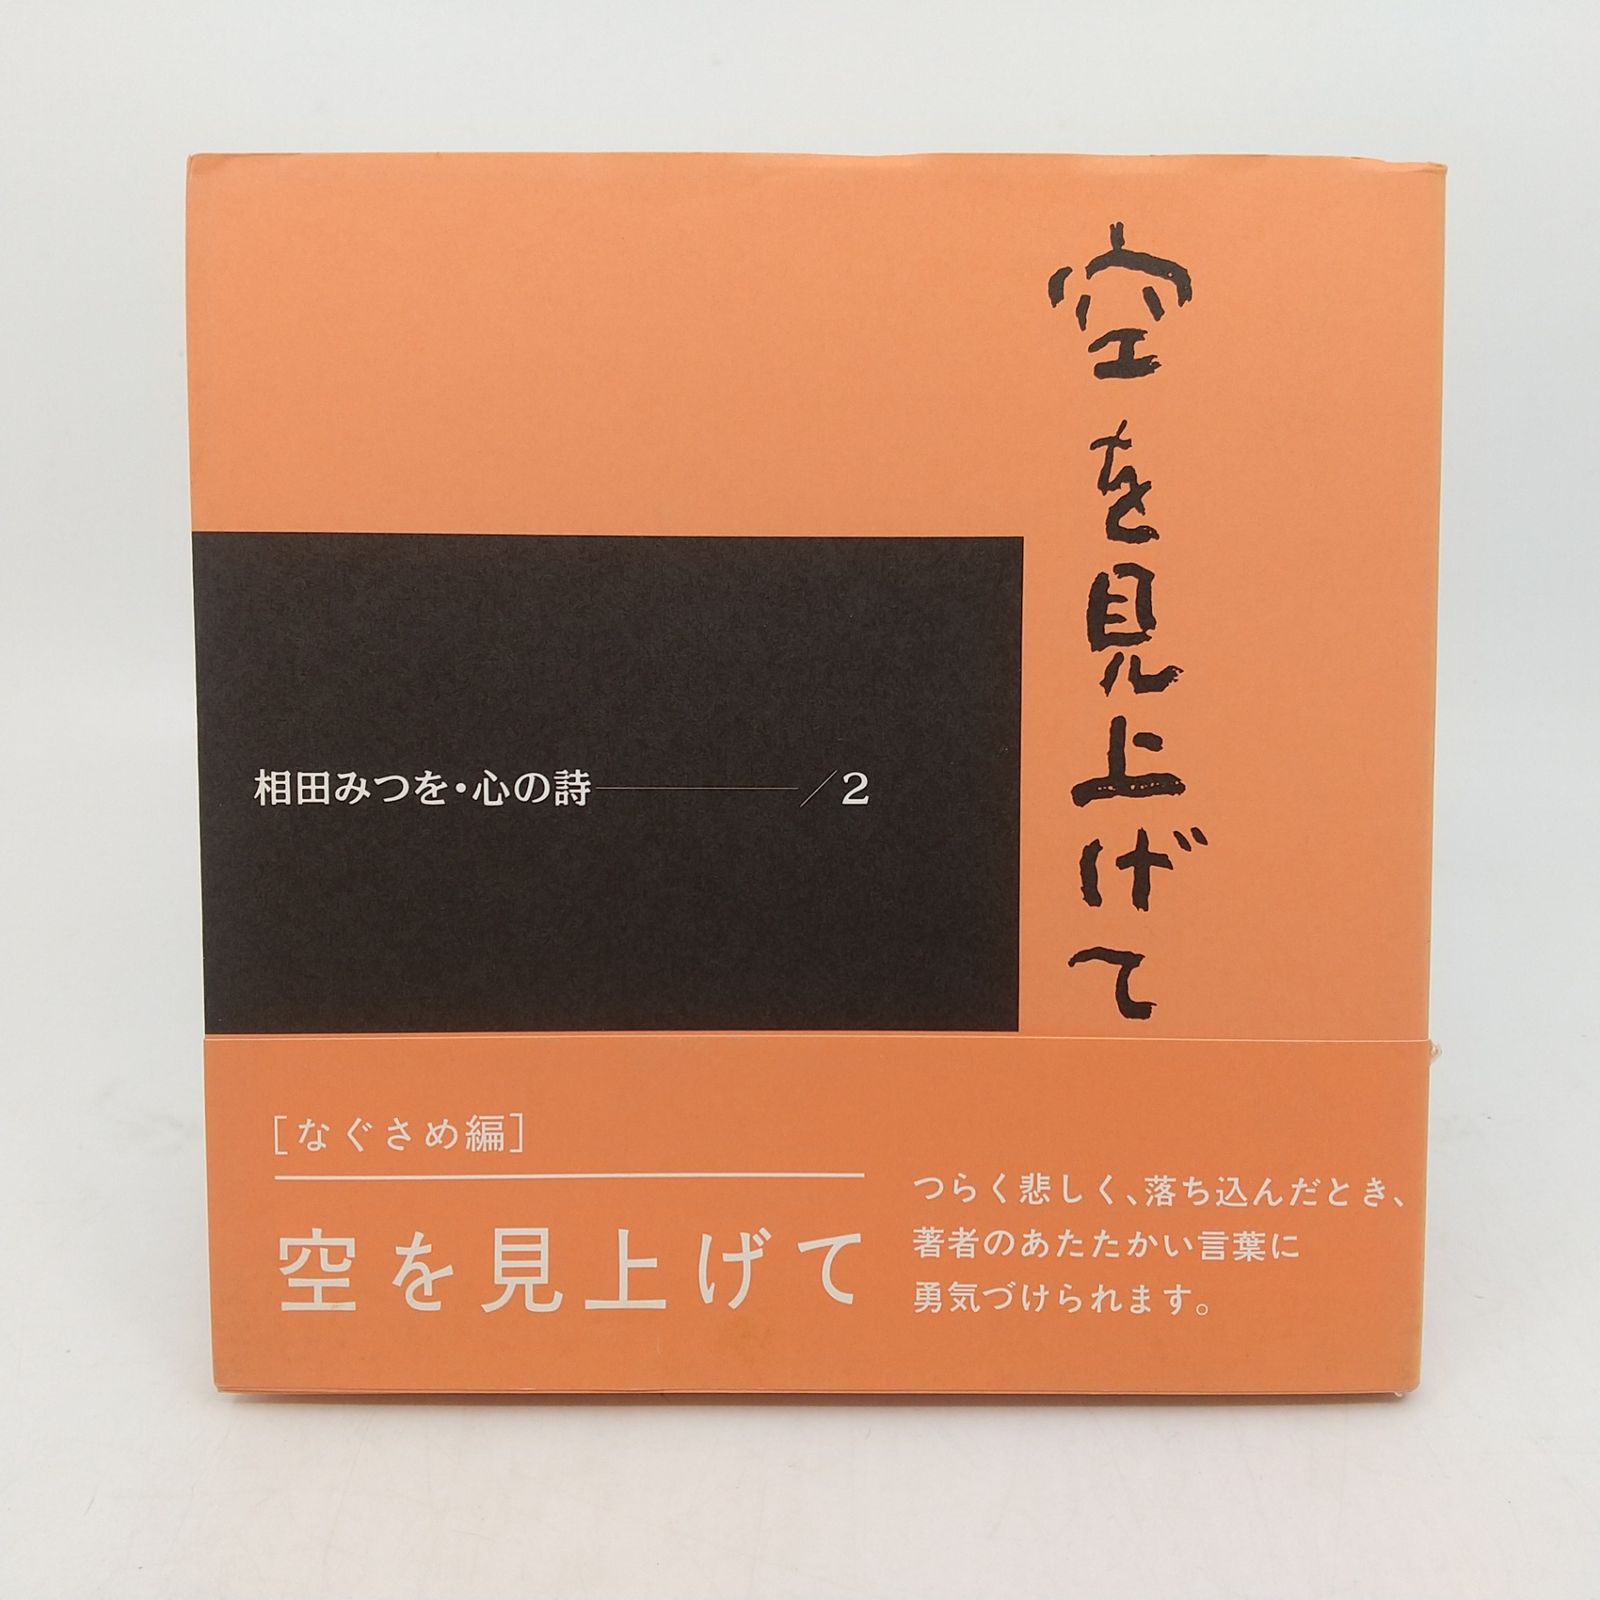 空を見上げて
相田みつを・心の詩――／2
[なぐさめ編]
空を見上げて
つらく悲しく、落ち込んだとき、
著者のあたたかい言葉に
勇気づけられます。